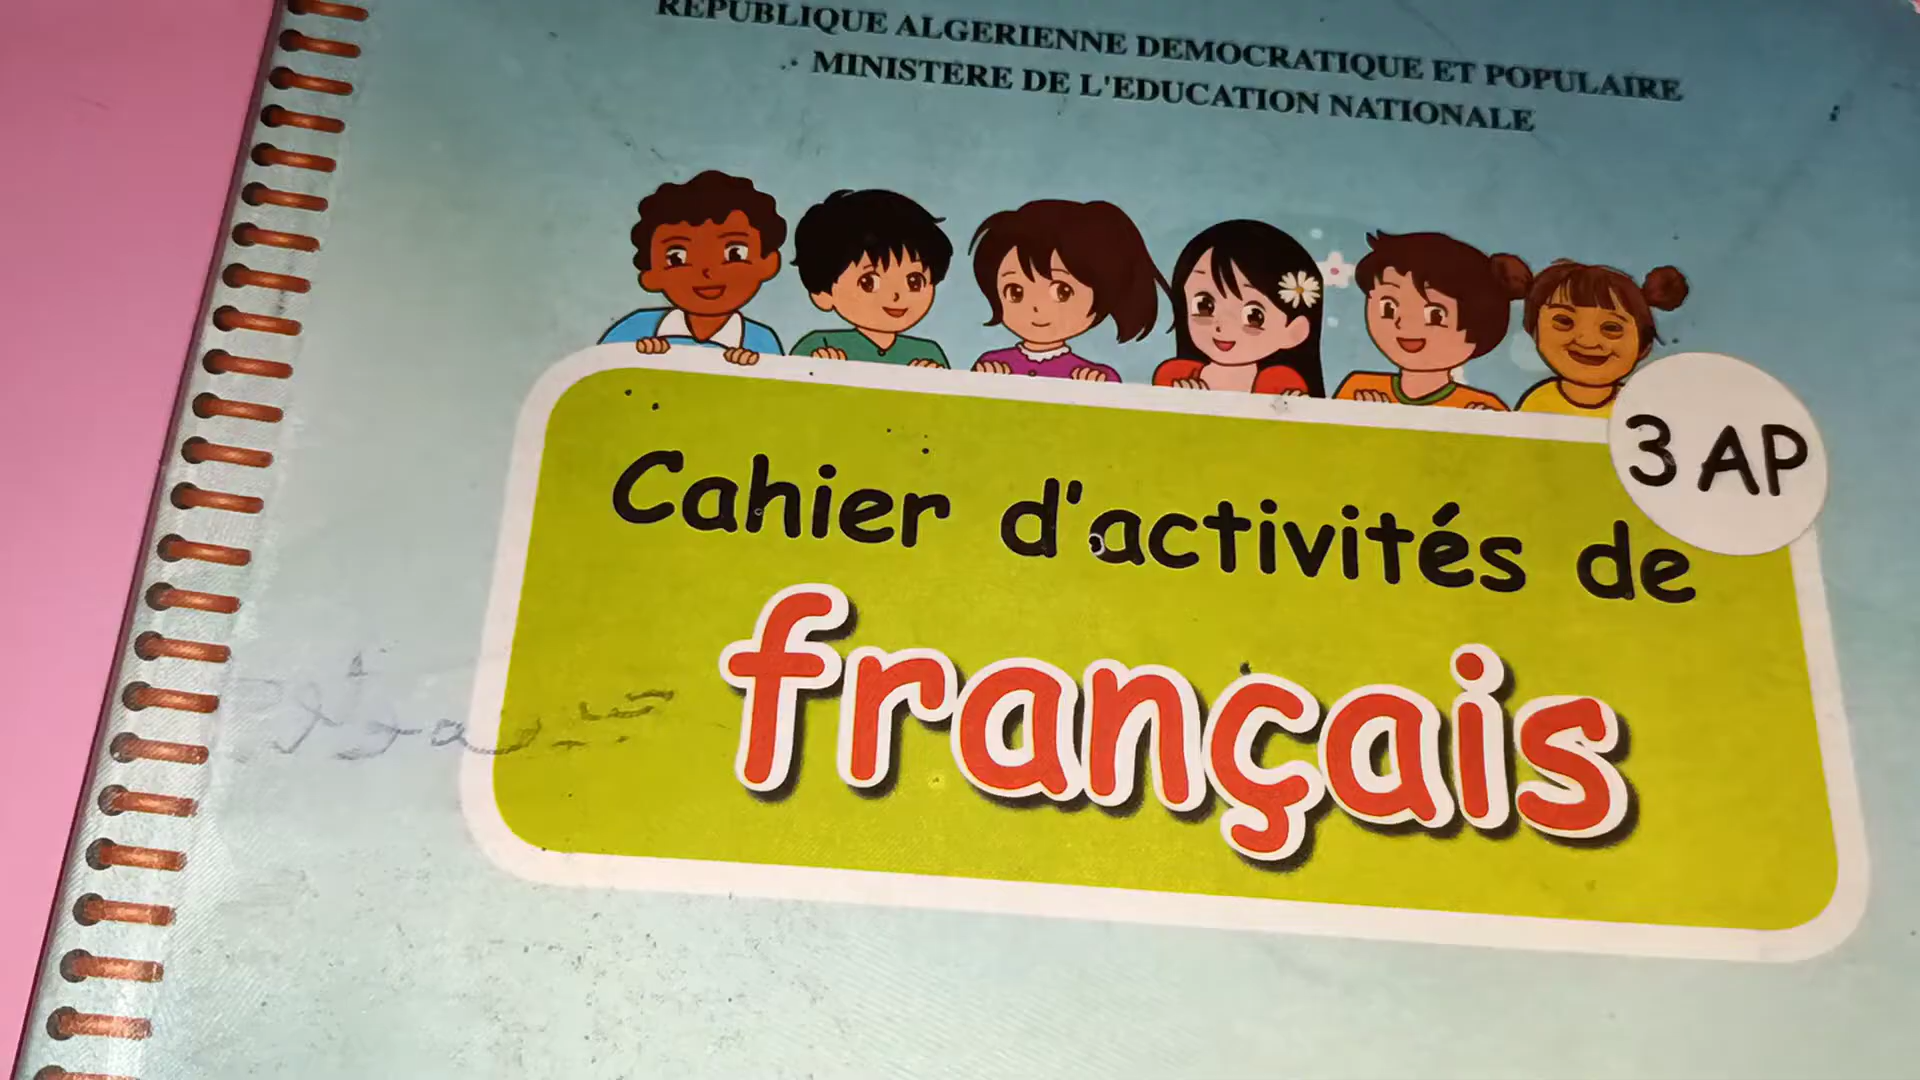 REPUBLIQUE ALGERIENNE DEMOCRATIQUE ET POPULAIRE
MINISTERE DE L'EDUCATION NATIONALE
3 AP
Cahier d'activités de
français